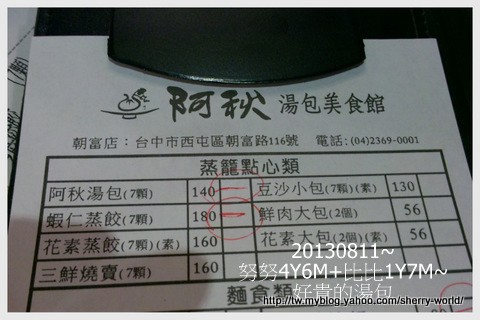 阿秋 湯包美食館
朝富店：台中市西屯區朝富路116號 電話:(04)2369-0001
蒸籠點心類
阿秋湯包(7顆) 140 豆沙小包(7顆)(素) 130
蝦仁蒸餃(7顆) 180 鮮肉大包(2個) 56
花素蒸餃(7顆)(素) 160 花素大包(2個) 56
三鮮燒賣(7顆) 160
麵食類
20130811~
努努4Y6M+比比1Y7M~
好貴的湯包
http://tw.myblog.yahoo.com/sherry-world/